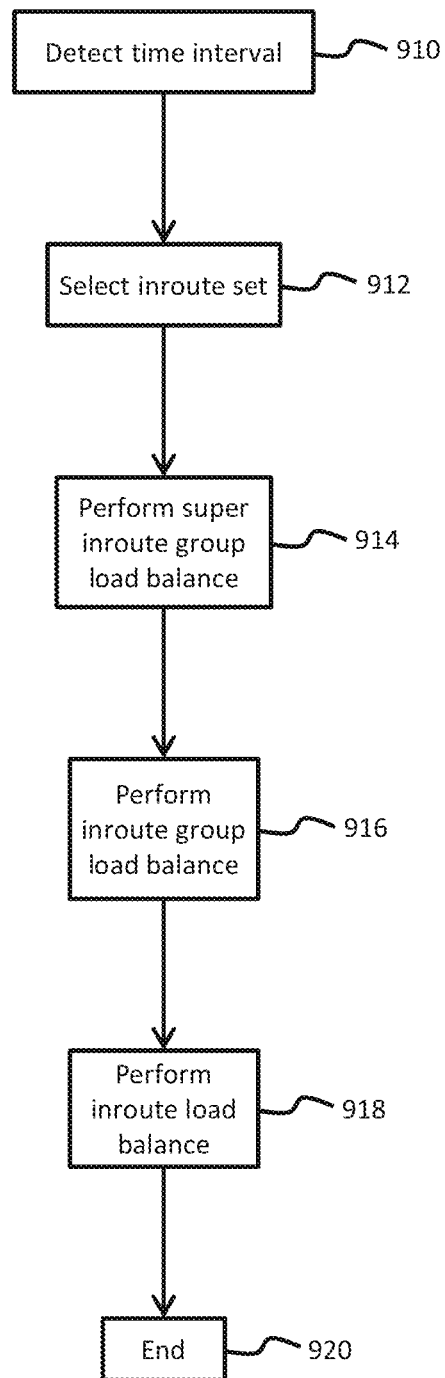 Detect time interval
910
Select inroute set
912
Perform super
inroute group
load balance
914
Perform
inroute group
load balance
916
Perform
inroute load
balance
918
End
920